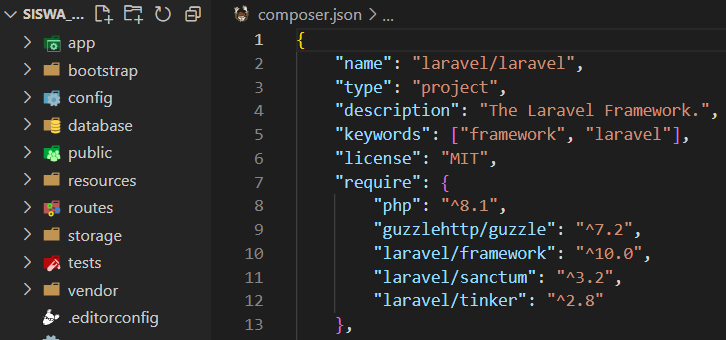 SISWA_...
app
bootstrap
config
database
public
resources
routes
storage
tests
vendor
.editorconfig
composer.json > ...
1 {
2 "name": "laravel/laravel",
3 "type": "project",
4 "description": "The Laravel Framework.",
5 "keywords": ["framework", "laravel"],
6 "license": "MIT",
7 "require": {
8 "php": "^8.1",
9 "guzzlehttp/guzzle": "^7.2",
10 "laravel/framework": "^10.0",
11 "laravel/sanctum": "^3.2",
12 "laravel/tinker": "^2.8"
13 },